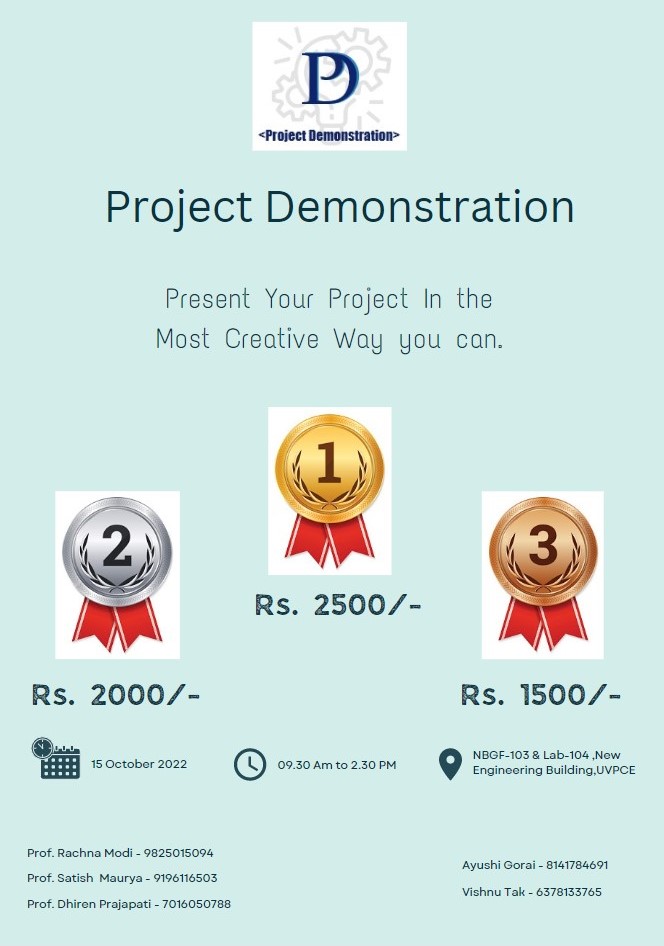 PD
<Project Demonstration>
Project Demonstration
Present Your Project In the
Most Creative Way you can.
1
2
3
Rs. 2500/-
Rs. 2000/-
Rs. 1500/-
15 October 2022
09.30 Am to 2.30 PM
NBGF-103 & Lab-104 ,New
Engineering Building,UVPCE
Prof. Rachna Modi - 9825015094
Prof. Satish Maurya - 9196116503
Prof. Dhiren Prajapati - 7016050788
Ayushi Gorai - 8141784691
Vishnu Tak - 6378133765